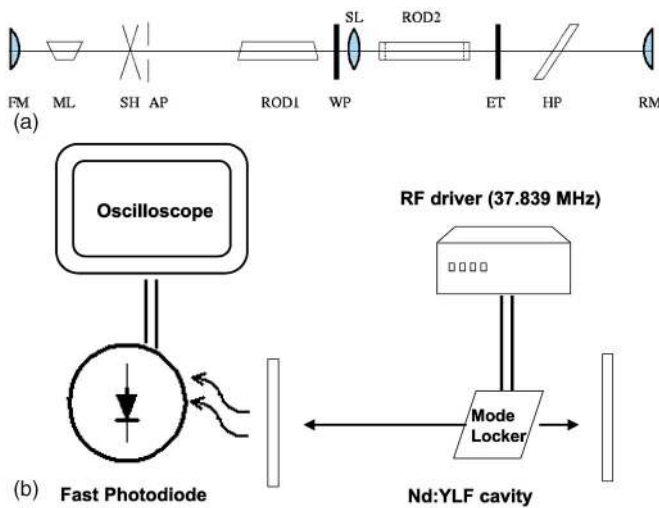 SL ROD2
FM ML SH AP ROD1 WP ET HP RM
(a)
Oscilloscope
RF driver (37.839 MHz)
Mode
Locker
(b) Fast Photodiode Nd:YLF cavity